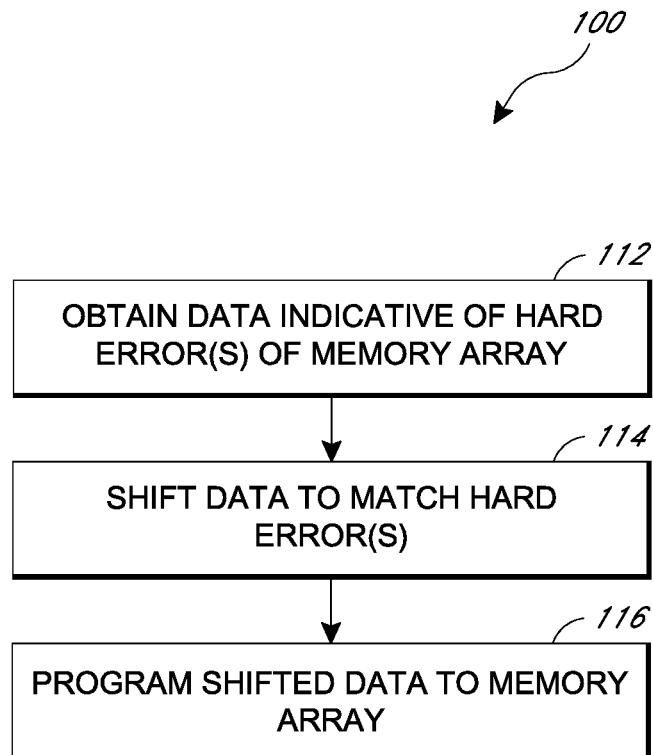 100
112
OBTAIN DATA INDICATIVE OF HARD
ERROR(S) OF MEMORY ARRAY
114
SHIFT DATA TO MATCH HARD
ERROR(S)
116
PROGRAM SHIFTED DATA TO MEMORY
ARRAY